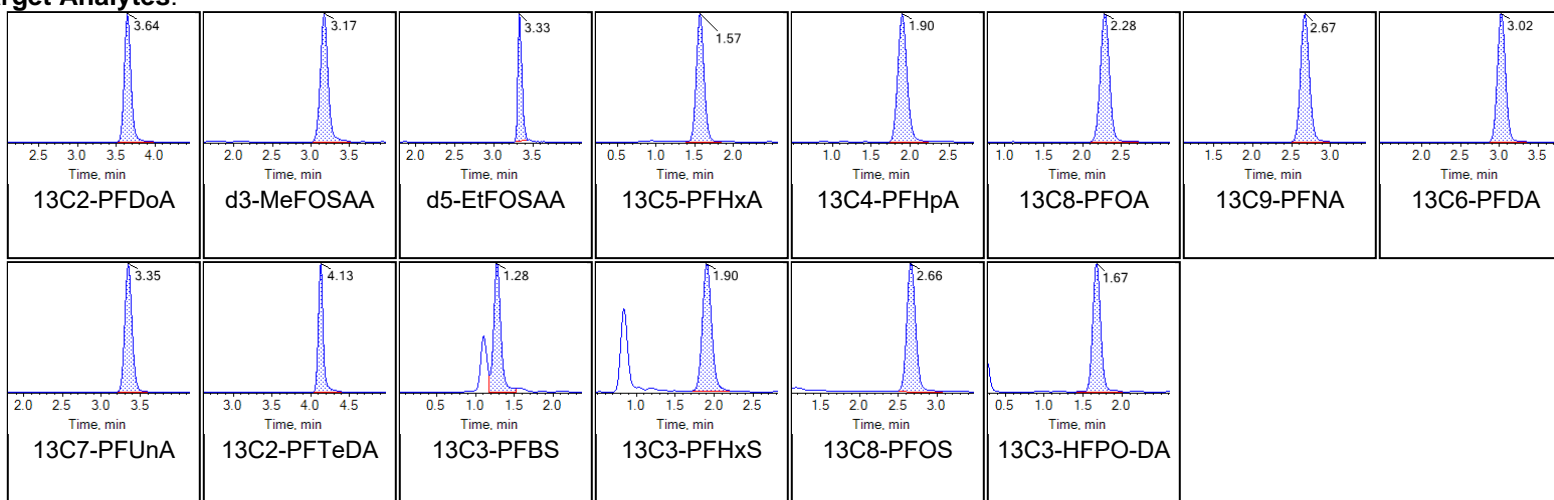 rget Analytes:
3.64 3.17 3.33 1.57 1.90 2.28 2.67 3.02
2.5 3.0 3.5 4.0 2.0 2.5 3.0 3.5 2.0 2.5 3.0 3.5 0.5 1.0 1.5 2.0 1.0 1.5 2.0 2.5 1.0 1.5 2.0 2.5 1.5 2.0 2.5 3.0 2.0 2.5 3.0 3.5
Time, min Time, min Time, min Time, min Time, min Time, min Time, min Time, min
13C2-PFDoA d3-MeFOSAA d5-EtFOSAA 13C5-PFHxA 13C4-PFHpA 13C8-PFOA 13C9-PFNA 13C6-PFDA
3.35 4.13 1.28 1.90 2.66 1.67
2.0 2.5 3.0 3.5 3.0 3.5 4.0 4.5 0.5 1.0 1.5 2.0 1.0 1.5 2.0 2.5 1.5 2.0 2.5 3.0 0.5 1.0 1.5 2.0
Time, min Time, min Time, min Time, min Time, min Time, min
13C7-PFUnA 13C2-PFTeDA 13C3-PFBS 13C3-PFHxS 13C8-PFOS 13C3-HFPO-DA